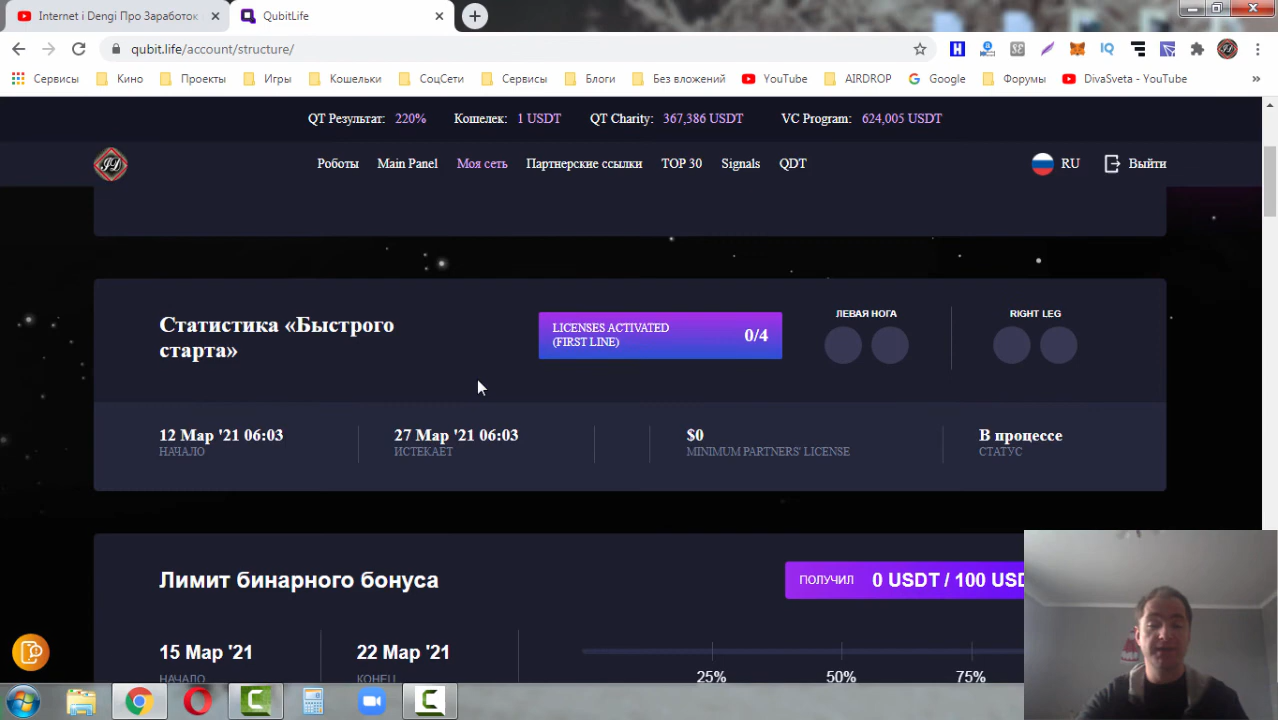 Internet i Dengi Про Заработок
QubitLife
qubit.life/account/structure/
Сервисы
Кино
Проекты
Игры
Кошельки
СоцСети
Сервисы
Блоги
Без вложений
YouTube
AIRDROP
Google
Форумы
DivaSveta - YouTube
QT Результат: 220% Кошелек: 1 USDT QT Charity: 367,386 USDT VC Program: 624,005 USDT
Роботы Main Panel Моя сеть Партнерские ссылки TOP 30 Signals QDT RU Выйти
Статистика «Быстрого
старта»
LICENSES ACTIVATED
(FIRST LINE)
0/4
ЛЕВАЯ НОГА
RIGHT LEG
12 Мар '21 06:03
НАЧАЛО
27 Мар '21 06:03
ИСТЕКАЕТ
$0
MINIMUM PARTNERS' LICENSE
В процессе
СТАТУС
Лимит бинарного бонуса
ПОЛУЧИЛ 0 USDT / 100 USD
15 Мар '21
НАЧАЛО
22 Мар '21
КОНЕЦ
25% 50% 75%